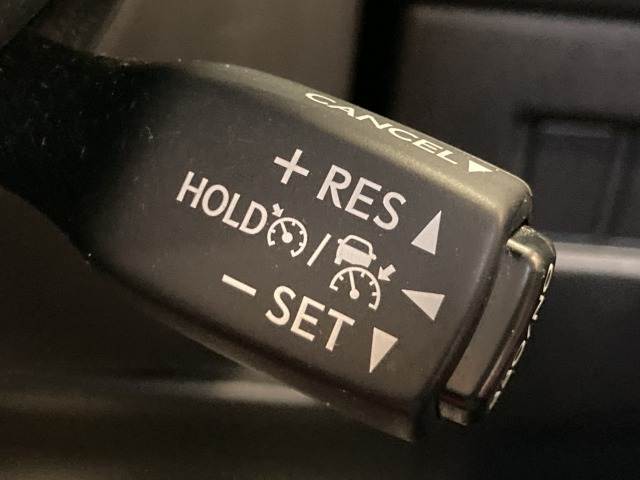 CANCEL
+ RES
HOLD /
- SET